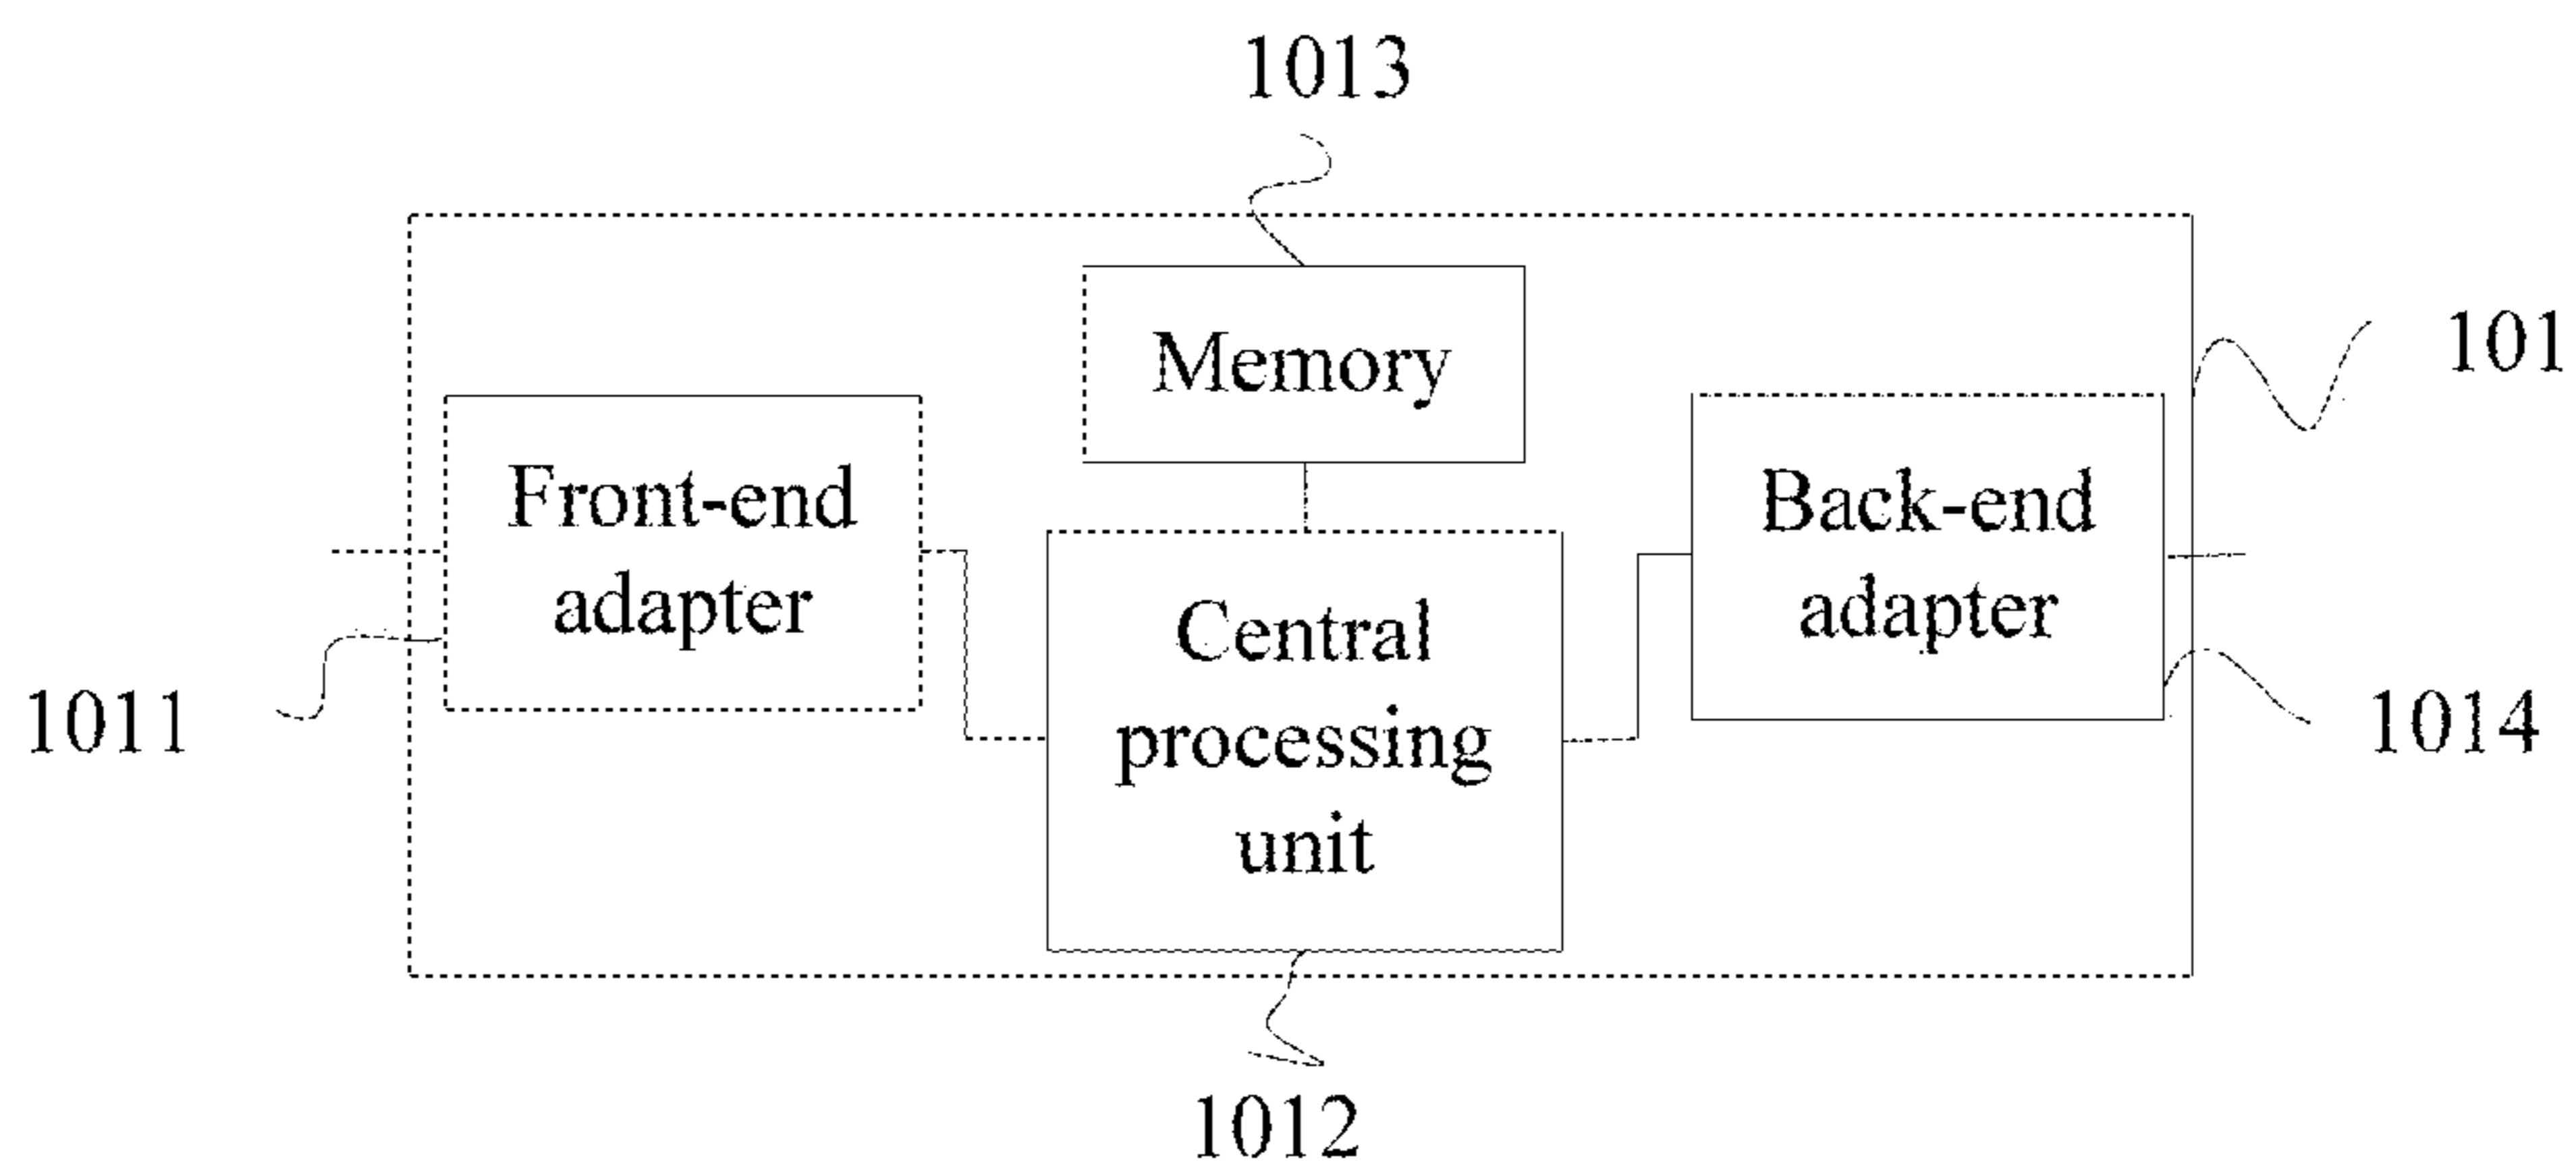 1013
Memory
101
Front-end
adapter
Back-end
adapter
Central
processing
unit
1011
1014
1012